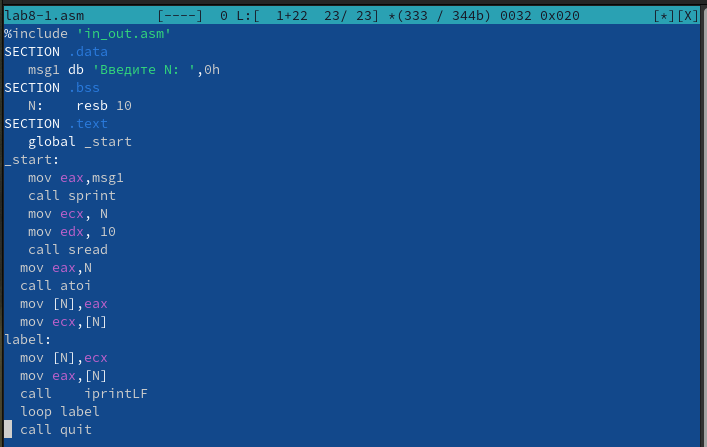 lab8-1.asm [----] 0 L:[ 1+22 23/ 23] *(333 / 344b) 0032 0x020 [*][X]
%include 'in_out.asm'
SECTION .data
msg1 db 'Введите N: ',0h
SECTION .bss
N: resb 10
SECTION .text
global _start
_start:
mov eax,msg1
call sprint
mov ecx, N
mov edx, 10
call sread
mov eax,N
call atoi
mov [N],eax
mov ecx,[N]
label:
mov [N],ecx
mov eax,[N]
call iprintLF
loop label
call quit